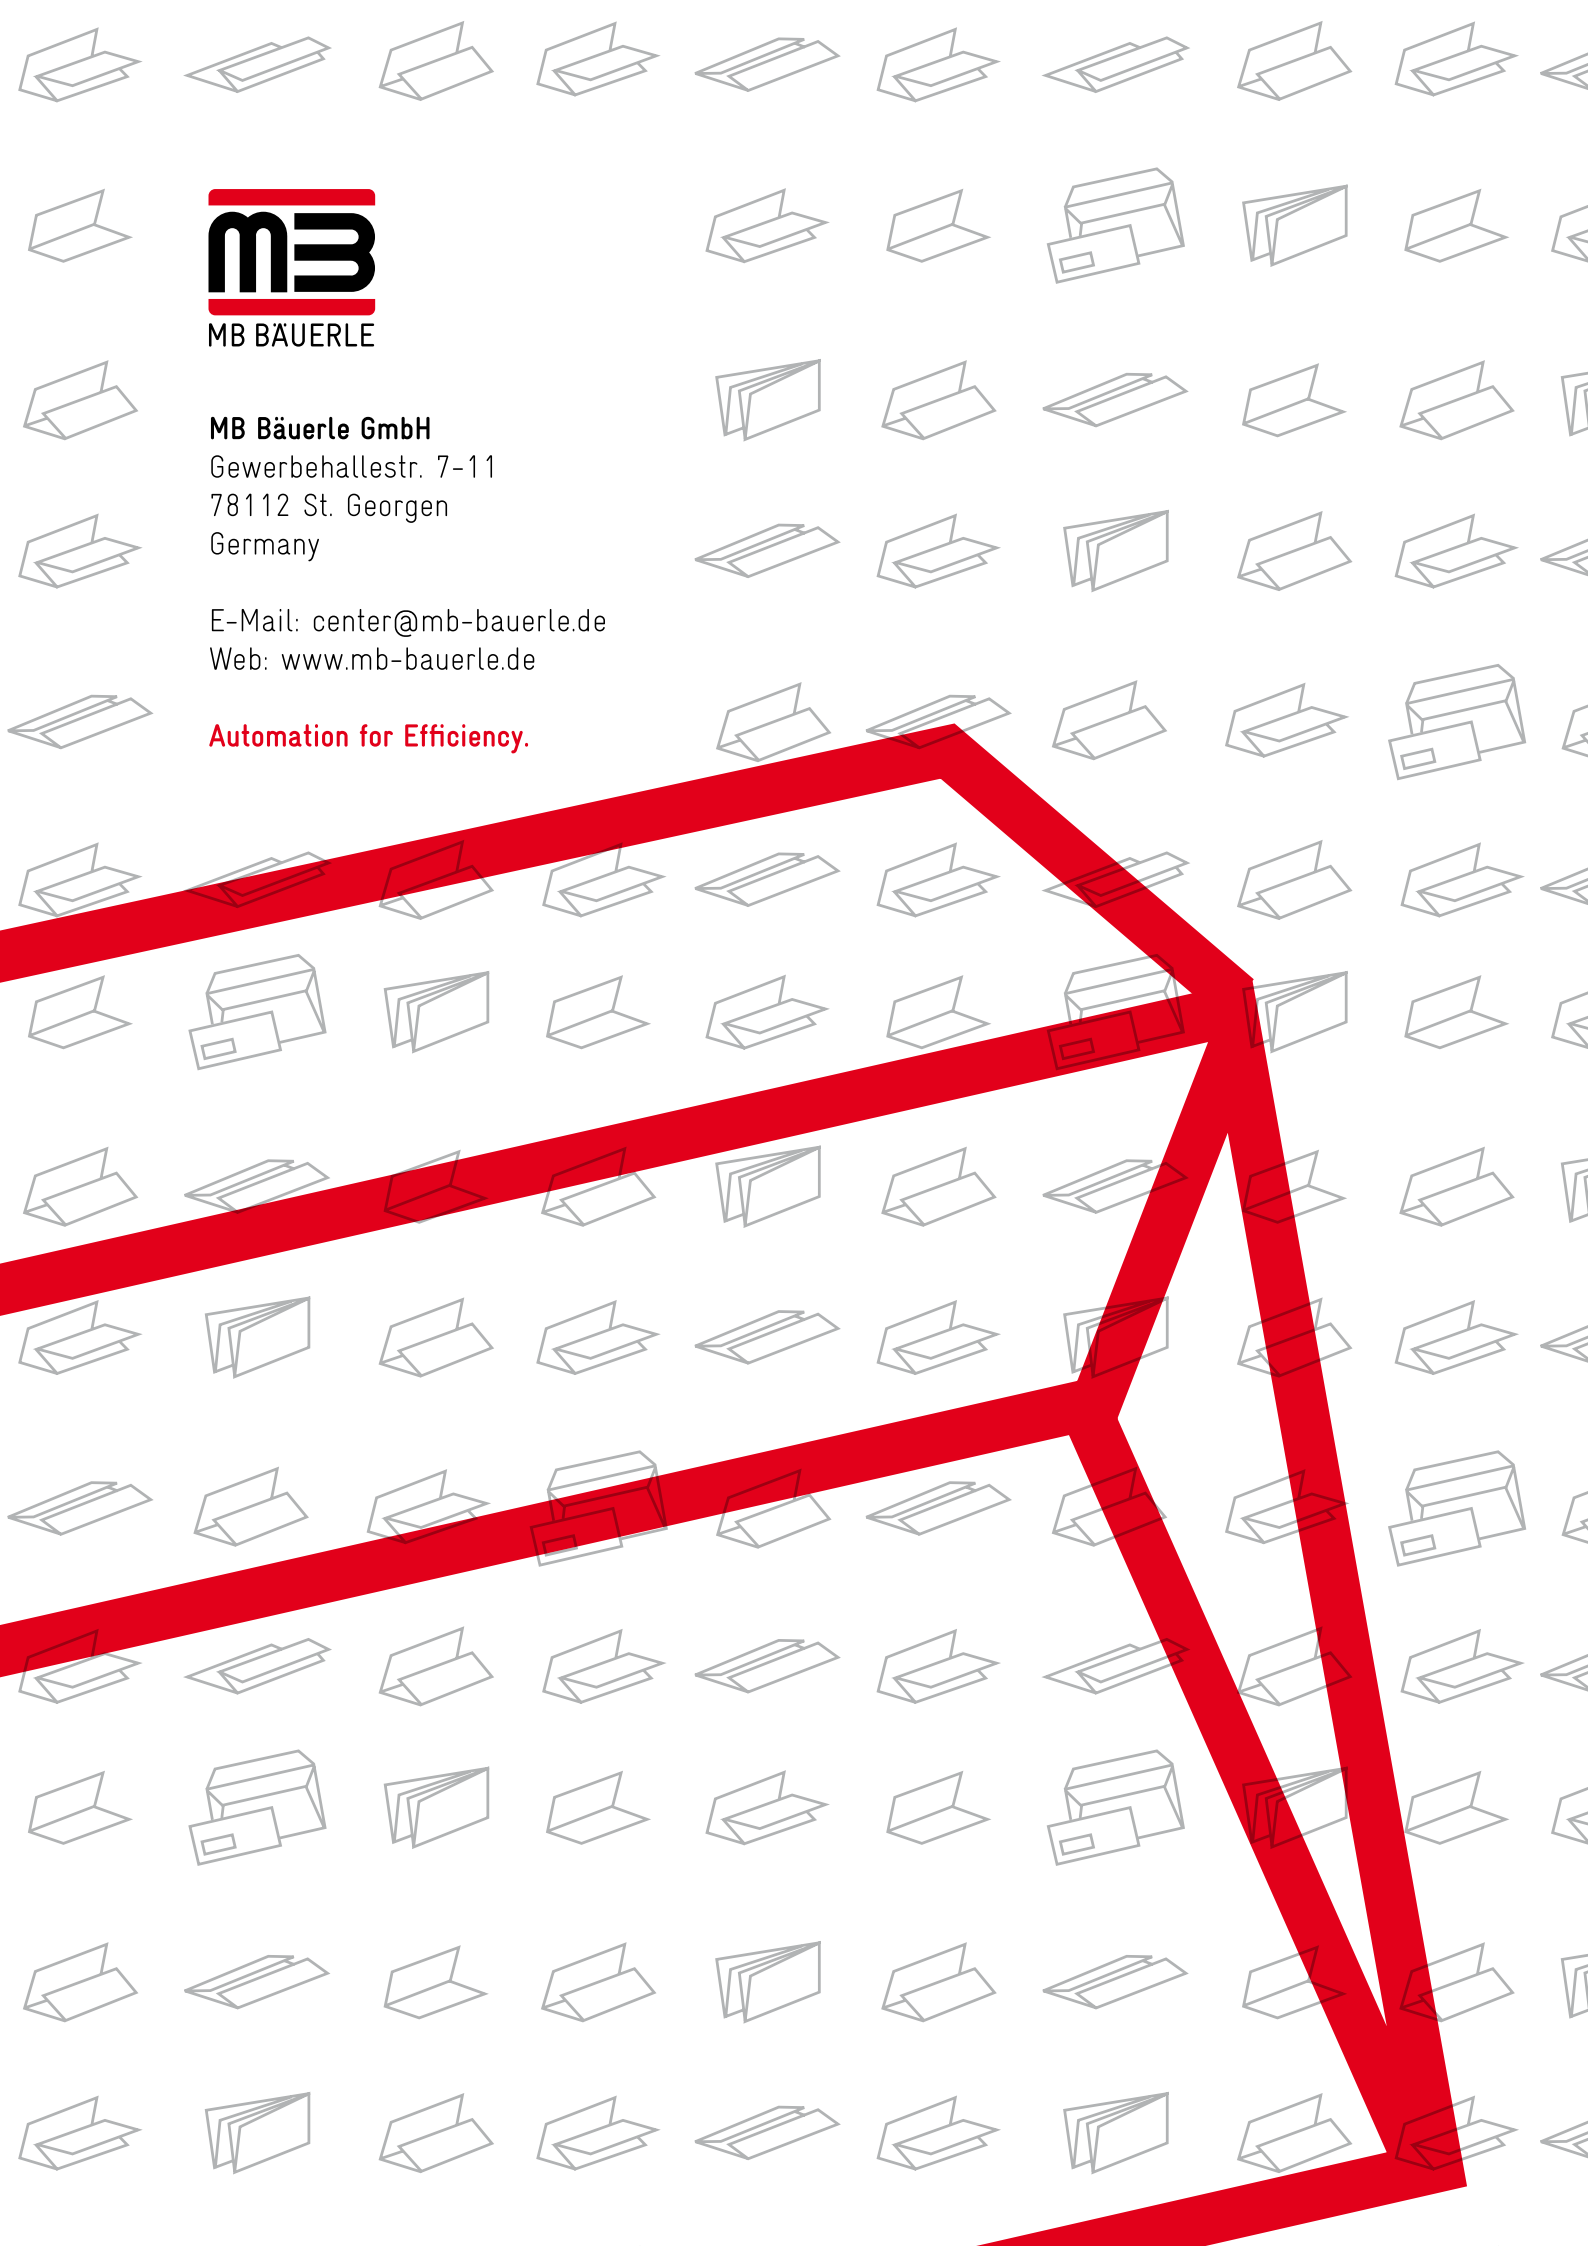 MB
MB BÄUERLE
MB Bäuerle GmbH
Gewerbehallestr. 7-11
78112 St. Georgen
Germany
E-Mail: center@mb-bauerle.de
Web: www.mb-bauerle.de
Automation for Efficiency.